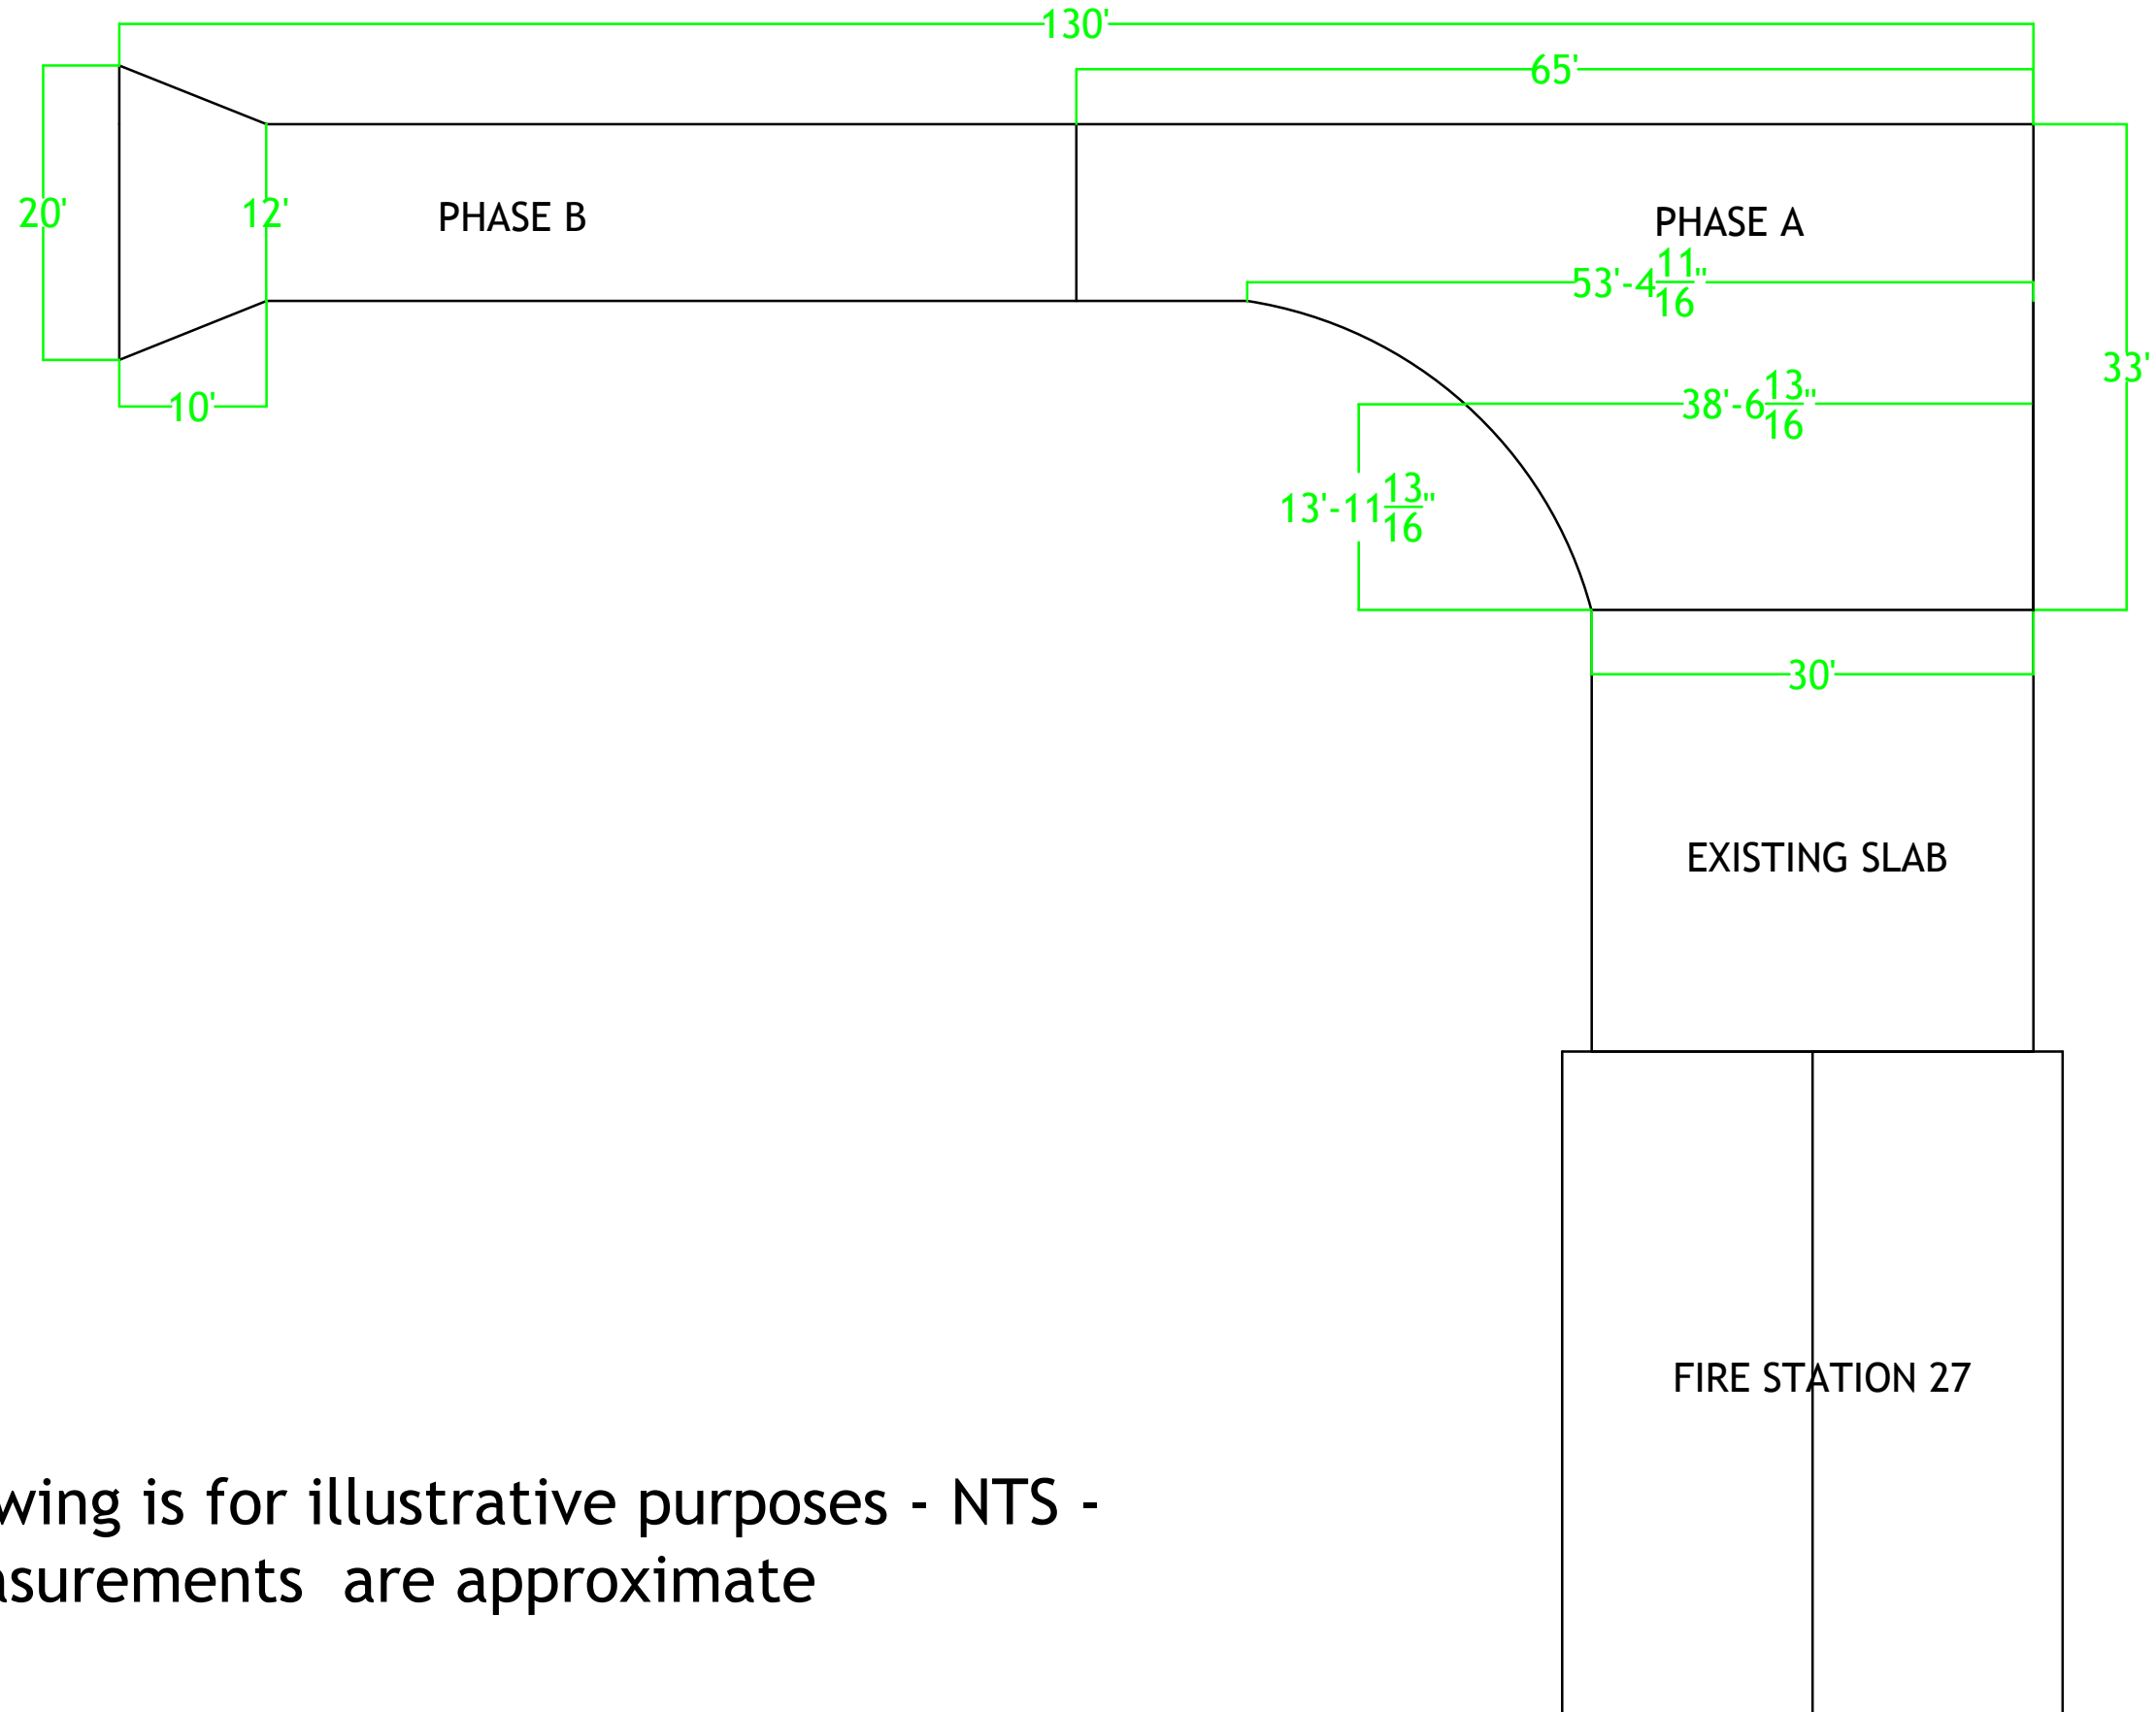 130'
65'
20'
12'
PHASE B
PHASE A
53'-4 11/16"
33'
38'-6 13/16"
10'
13'-11 13/16"
30'
EXISTING SLAB
FIRE STATION 27
wing is for illustrative purposes - NTS -
asurements are approximate